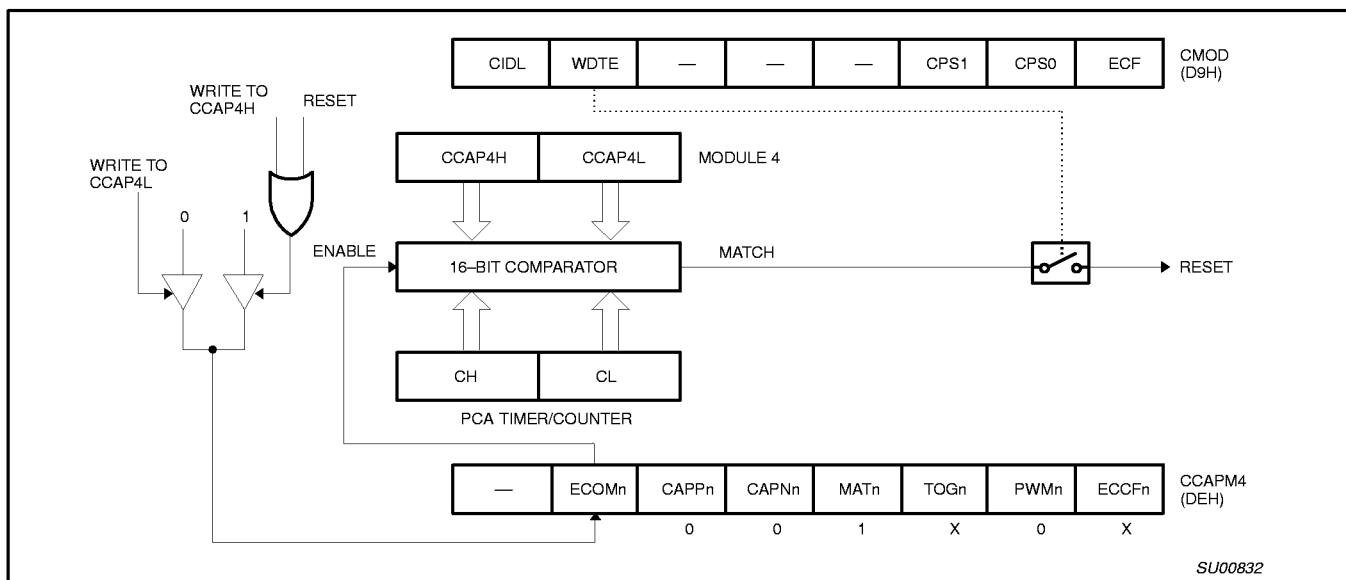 CIDL WDTE — — — CPS1 CPS0 ECF
CMOD
(D9H)
WRITE TO
CCAP4H
RESET
WRITE TO
CCAP4L
0 1
CCAP4H CCAP4L
MODULE 4
ENABLE
16–BIT COMPARATOR
MATCH
RESET
CH CL
PCA TIMER/COUNTER
— ECOMn CAPPn CAPNn MATn TOGn PWMn ECCFn
CCAPM4
(DEH)
0 0 1 X 0 X
SU00832